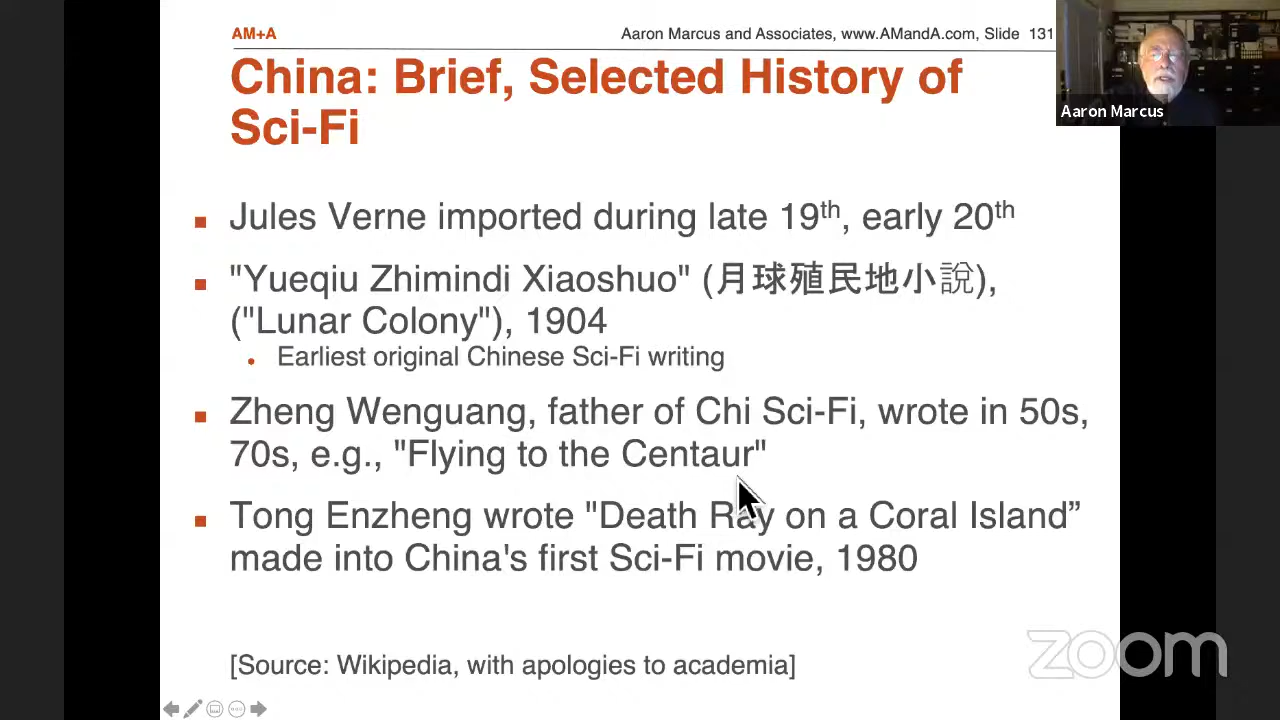 AM+A
Aaron Marcus and Associates, www.AMandA.com, Slide 131
China: Brief, Selected History of
Sci-Fi
Aaron Marcus
Jules Verne imported during late 19th, early 20th
"Yueqiu Zhimindi Xiaoshuo" (月球殖民地小說),
("Lunar Colony"), 1904
Earliest original Chinese Sci-Fi writing
Zheng Wenguang, father of Chi Sci-Fi, wrote in 50s,
70s, e.g., "Flying to the Centaur"
Tong Enzheng wrote "Death Ray on a Coral Island”
made into China's first Sci-Fi movie, 1980
[Source: Wikipedia, with apologies to academia]
zoom